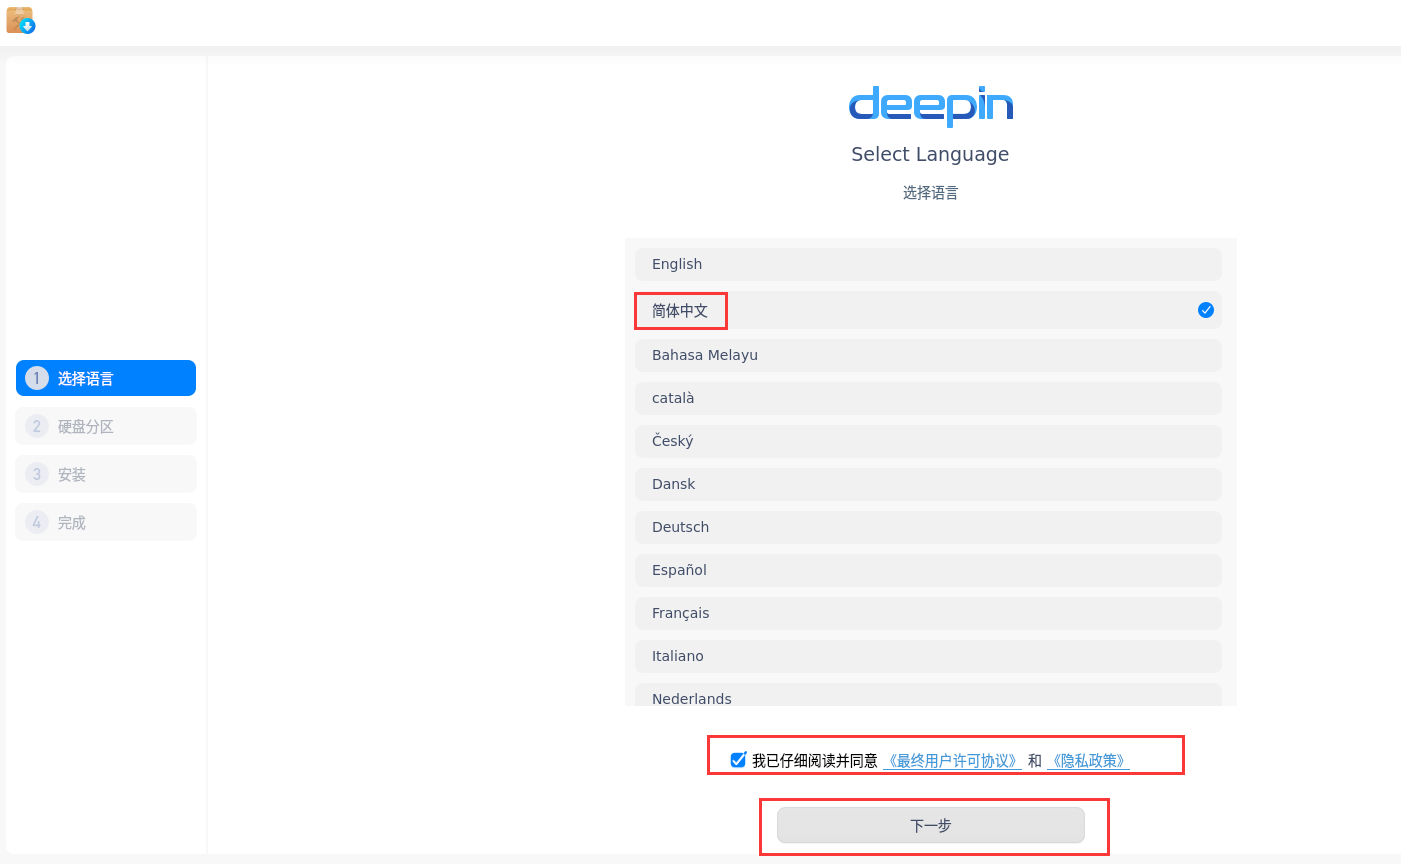 deepin
Select Language
选择语言
English
简体中文
Bahasa Melayu
català
Český
Dansk
Deutsch
Español
Français
Italiano
Nederlands
1 选择语言
2 硬盘分区
3 安装
4 完成
我已仔细阅读并同意 《最终用户许可协议》 和 《隐私政策》
下一步